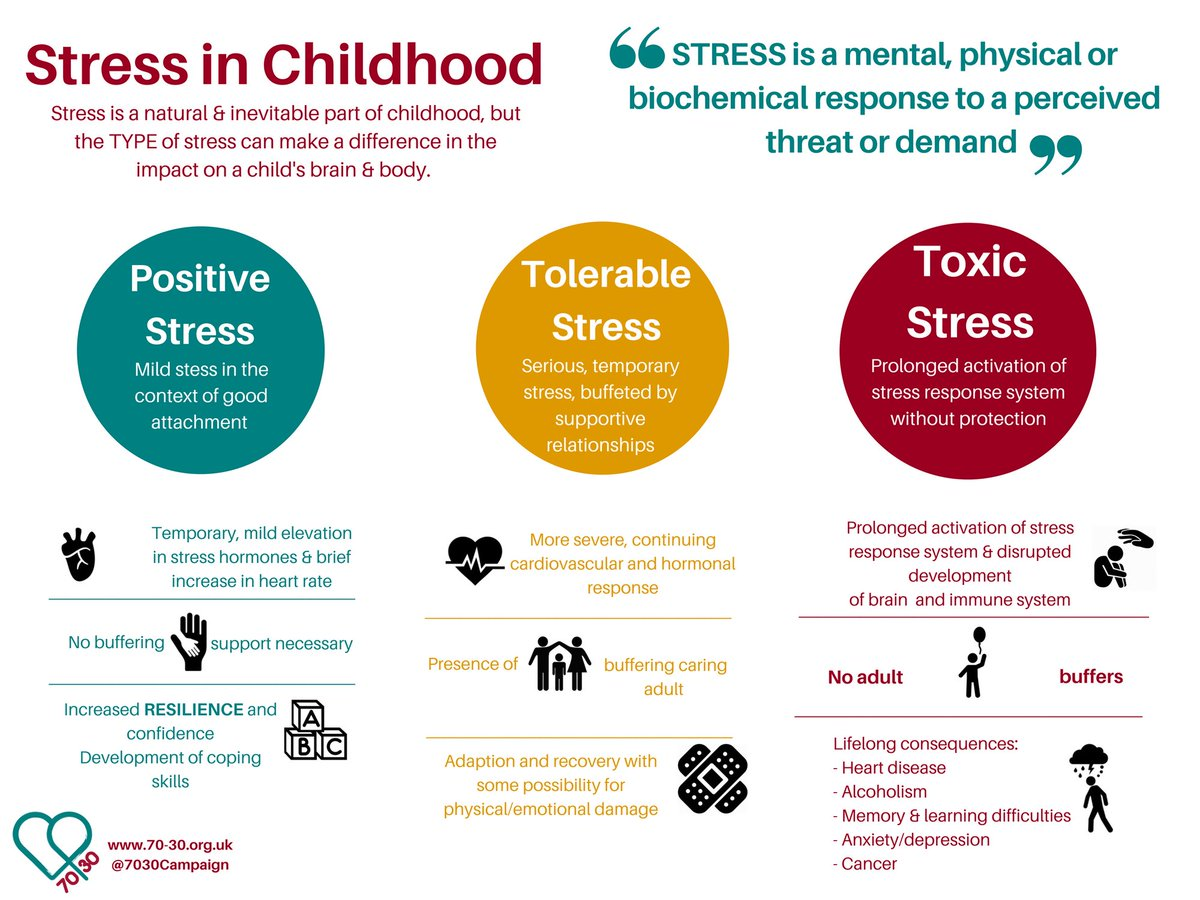 Stress in Childhood
Stress is a natural & inevitable part of childhood, but
the TYPE of stress can make a difference in the
impact on a child's brain & body.
“STRESS is a mental, physical or
biochemical response to a perceived
threat or demand”
Positive
Stress
Mild stess in the
context of good
attachment
Tolerable
Stress
Serious, temporary
stress, buffeted by
supportive
relationships
Toxic
Stress
Prolonged activation of
stress response system
without protection
Temporary, mild elevation
in stress hormones & brief
increase in heart rate
No buffering support necessary
Increased RESILIENCE and
confidence
Development of coping
skills
A
B C
More severe, continuing
cardiovascular and hormonal
response
Presence of buffering caring
adult
Adaption and recovery with
some possibility for
physical/emotional damage
Prolonged activation of stress
response system & disrupted
development
of brain and immune system
No adult buffers
Lifelong consequences:
- Heart disease
- Alcoholism
- Memory & learning difficulties
- Anxiety/depression
- Cancer
70-30
www.70-30.org.uk
@7030Campaign